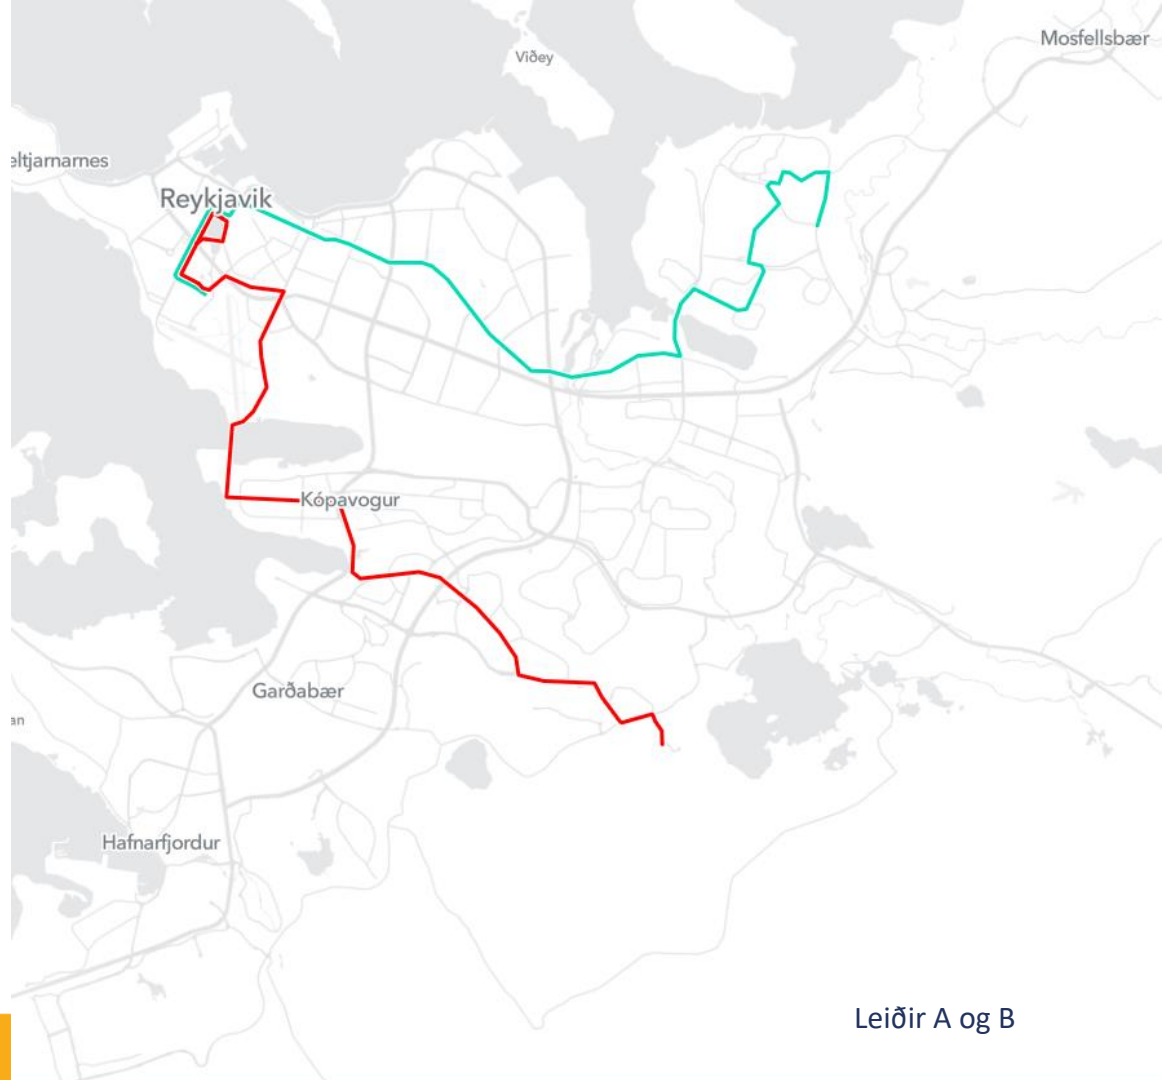 Mosfellsbær
Viðey
eltjarnarnes
Reykjavik
Kópavogur
Garðabær
an
Hafnarfjordur
Leiðir A og B